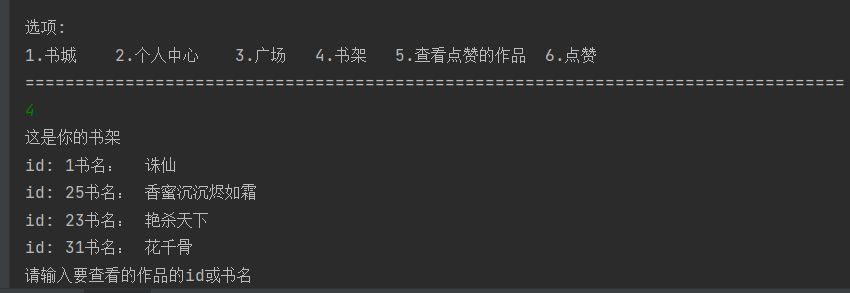 选项:
1.书城 2.个人中心 3.广场 4.书架 5.查看点赞的作品 6.点赞
==================================================================================
4
这是你的书架
id: 1书名: 诛仙
id: 25书名: 香蜜沉沉烬如霜
id: 23书名: 艳杀天下
id: 31书名: 花千骨
请输入要查看的作品的id或书名